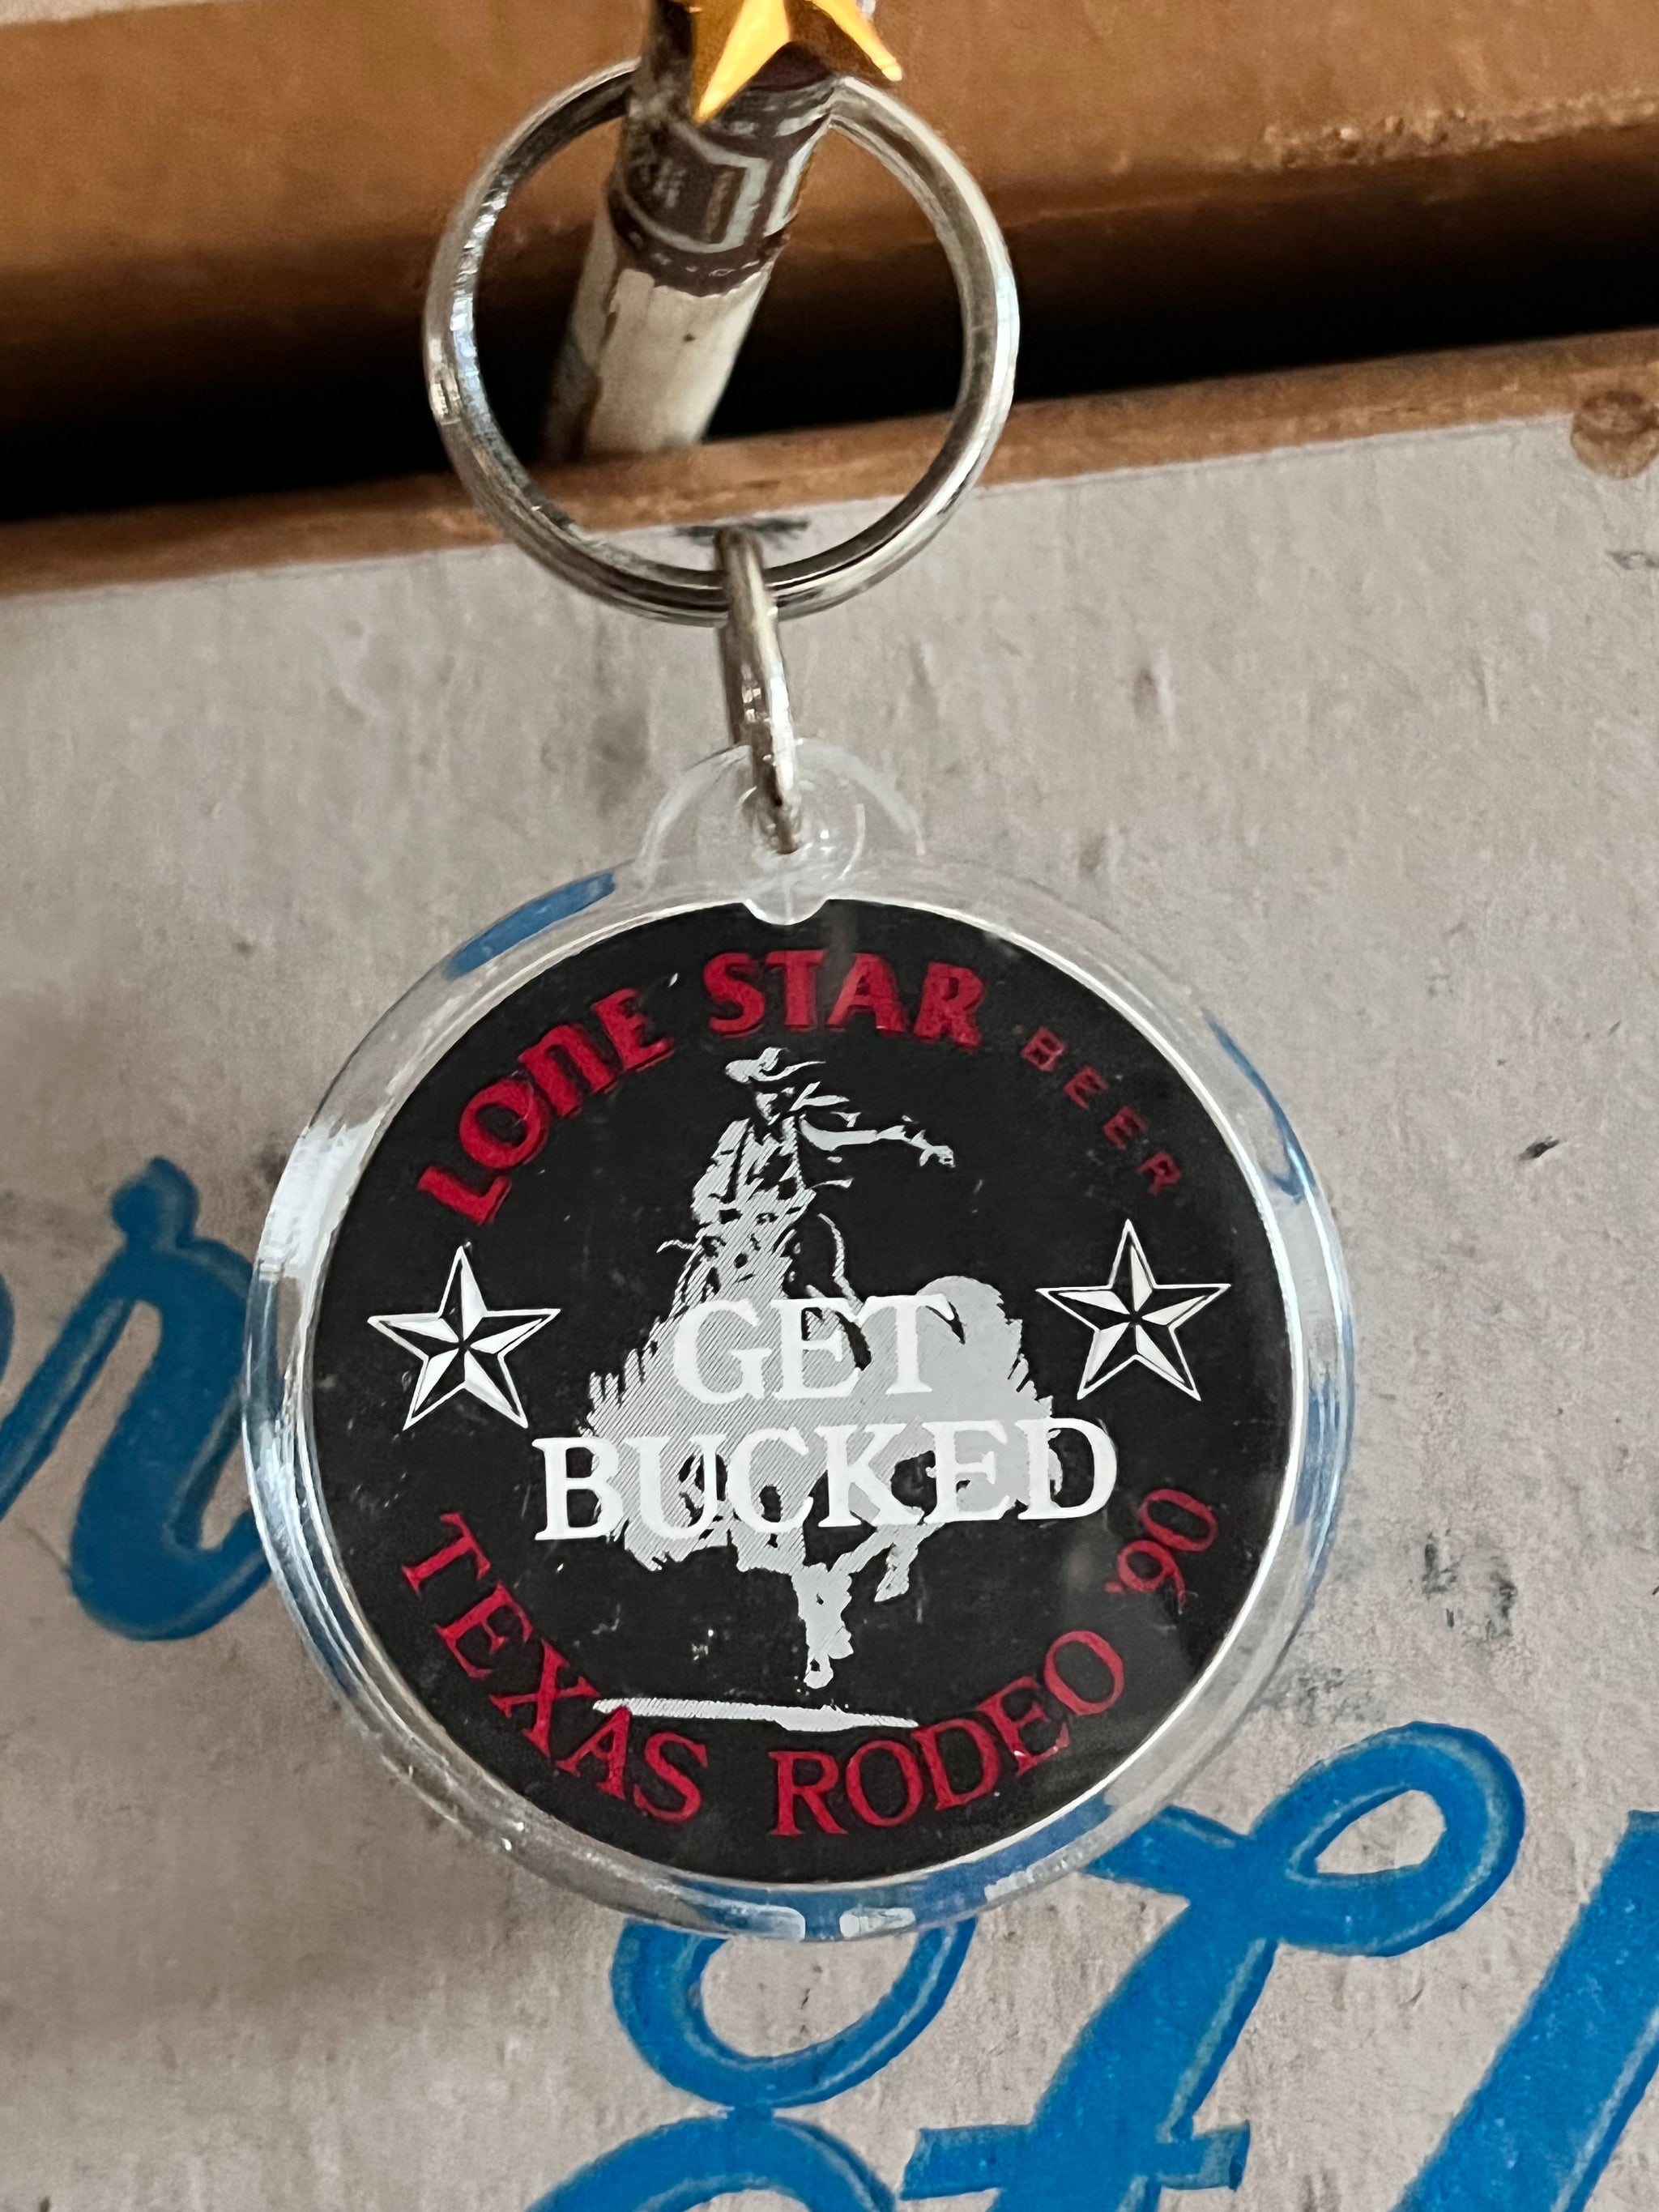 LONE STAR BEER
GET
BUCKED
TEXAS RODEO '90